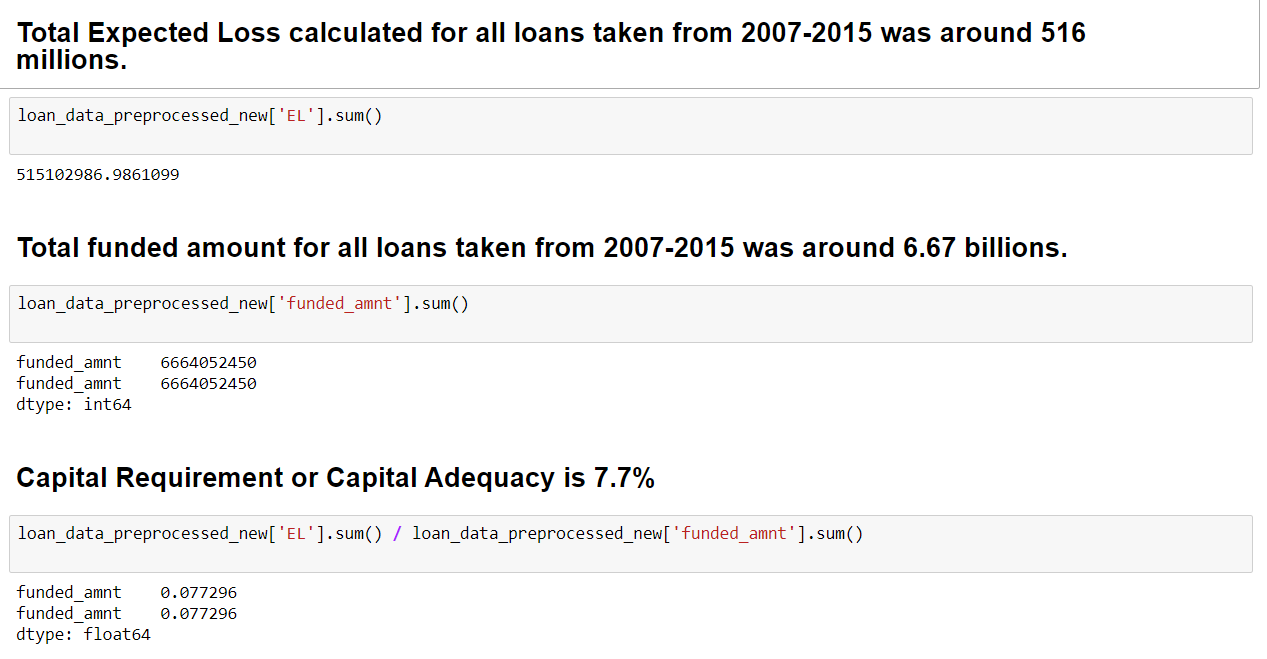 Total Expected Loss calculated for all loans taken from 2007-2015 was around 516
millions.
loan_data_preprocessed_new['EL'].sum()
515102986.9861099
Total funded amount for all loans taken from 2007-2015 was around 6.67 billions.
loan_data_preprocessed_new['funded_amnt'].sum()
funded_amnt    6664052450
funded_amnt    6664052450
dtype: int64
Capital Requirement or Capital Adequacy is 7.7%
loan_data_preprocessed_new['EL'].sum() / loan_data_preprocessed_new['funded_amnt'].sum()
funded_amnt    0.077296
funded_amnt    0.077296
dtype: float64